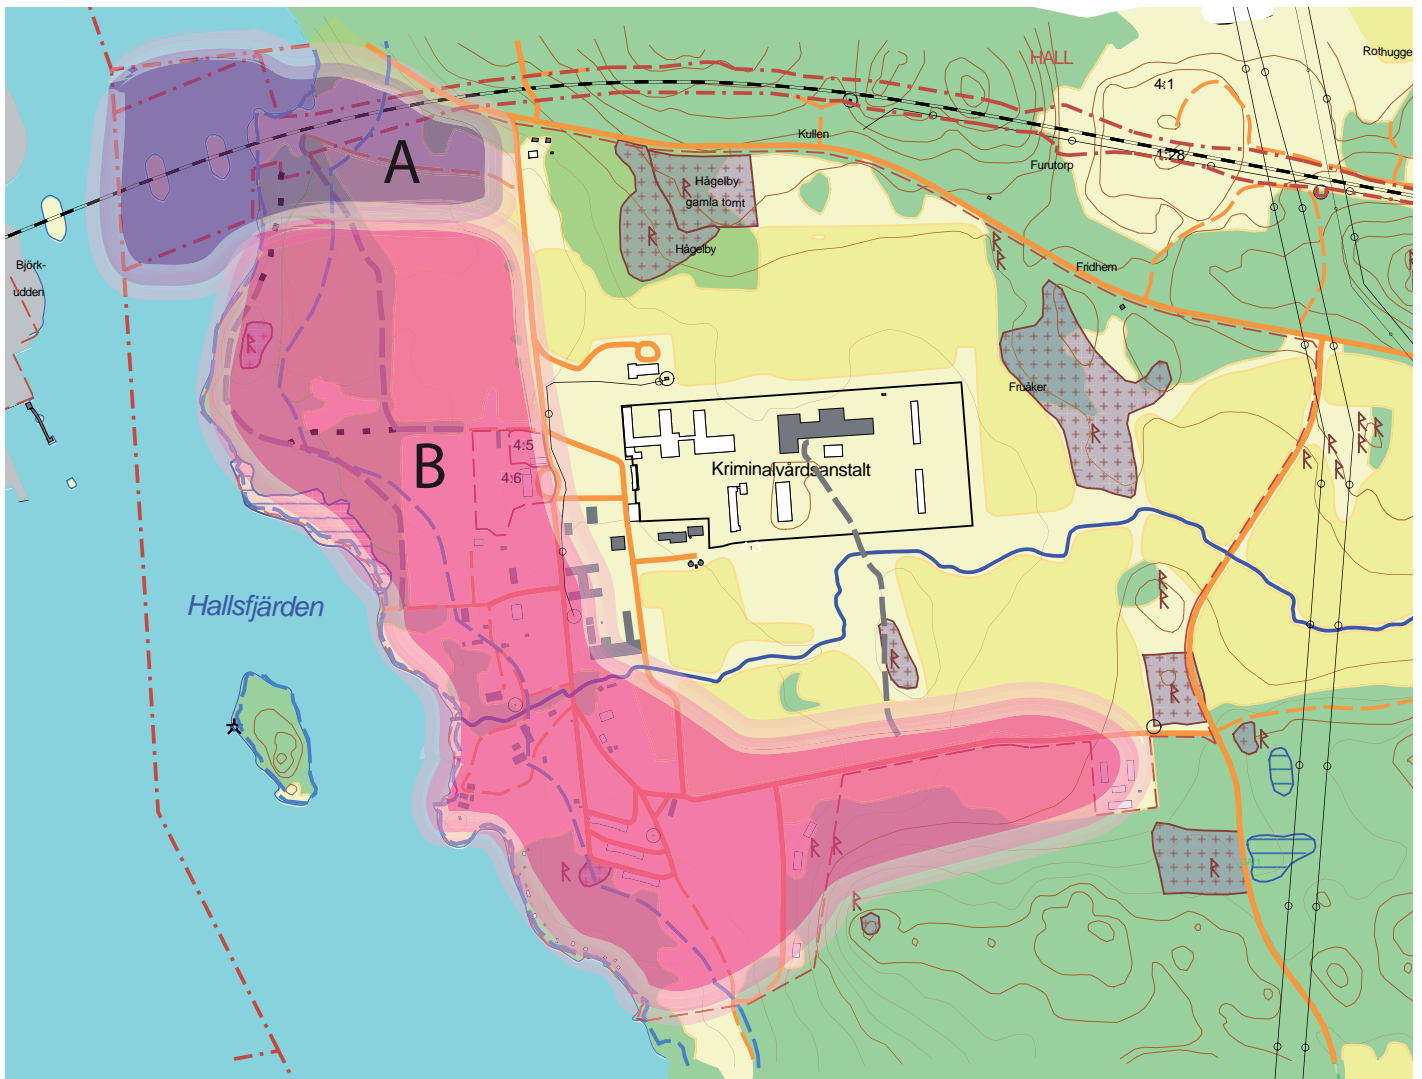 Rothugge
HALL
4:1
Kullen
A
1:28
Furutorp
Hågelby
gamla tomt
Hågelby
Björk-
udden
Fridhem
Fruåker
4:5
B
4:6
Kriminalvårdsanstalt
Hallsfjärden